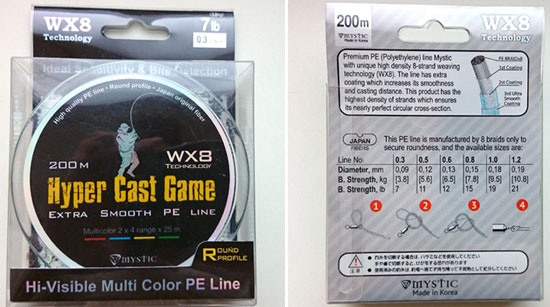 WX8
Technology
7 lb
0.3
Ideal Sensitivity & Bite Detection
High quality PE line • Round profile • Japan original fiber
200 M
WX8
TECHNOLOGY
Hyper Cast Game
EXTRA SMOOTH PE LINE
Multicolor 2 x 4 range x 25 m
ROUND
PROFILE
MYSTIC
Hi-Visible Multi Color PE Line
200m
MYSTIC
Made in Korea
WX8
Technology
Premium PE (Polyethylene) line Mystic
with unique high density 8-strand weaving
technology (WX8). The line has extra
coating which increases its smoothness
and casting distance. This product has the
highest density of strands which ensures
its nearly perfect circular cross-section.
PE BRAIDx8
1st Coating
2nd Coating
3rd Ultra
Smooth
Coating
JAPAN
FIBERS
This PE line is manufactured by 8 braids only to
secure roundness, and the available sizes are:
Line No 0.3 0.5 0.6 0.8 1.0 1.2
Diameter, mm 0,09 0,12 0,13 0,15 0,18 0,19
B. Strength, kg [3.8] [5.6] [6.5] [7.8] [9.5] [10.8]
B. Strength, lb 7 11 12 15 19 21
1 2 3 4
MYSTIC
Made in Korea